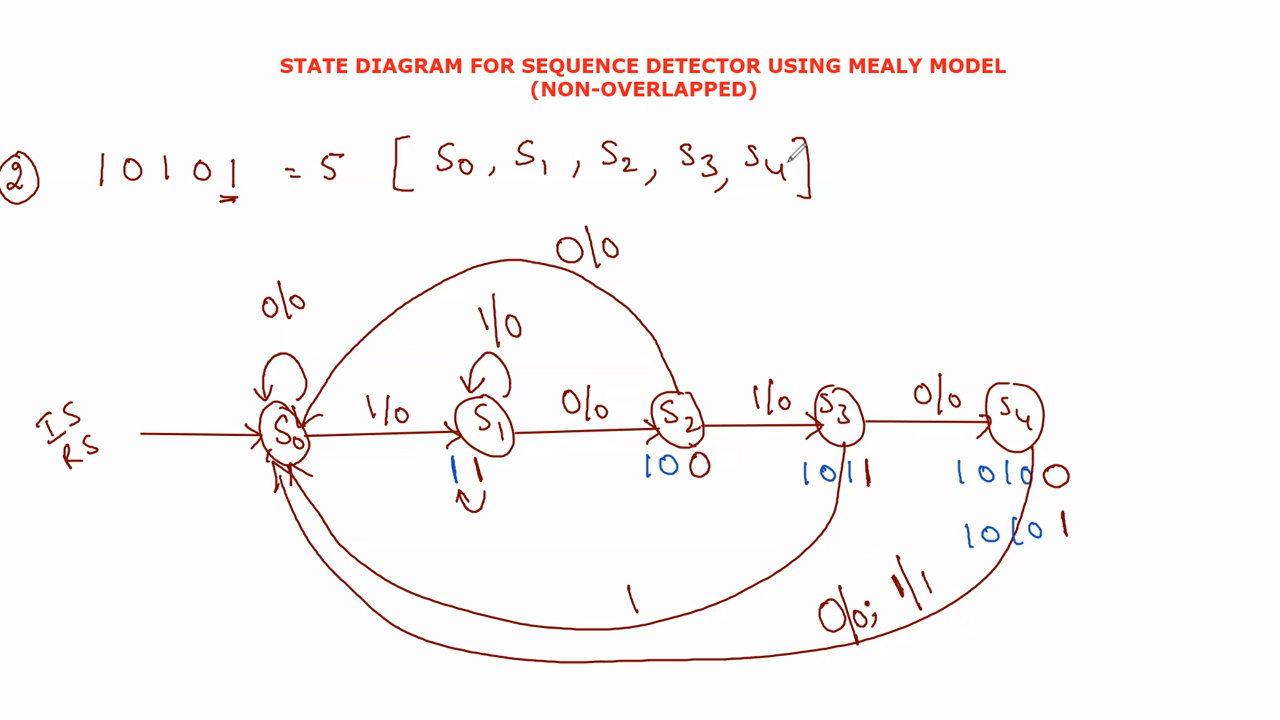 STATE DIAGRAM FOR SEQUENCE DETECTOR USING MEALY MODEL
(NON-OVERLAPPED)
2 10101 = 5 [S0, S1, S2, S3, S4]
0/0
0/0
1/0
IS
RS
S0
1/0
S1
0/0
S2
1/0
S3
0/0
S4
11
100
1011
10100
10101
1
0/0; 1/1